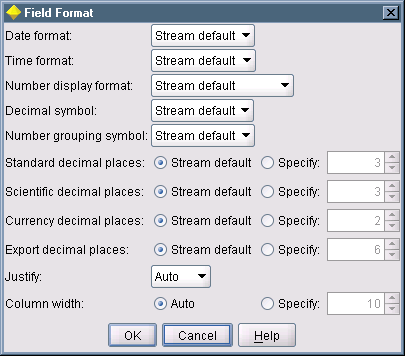 Field Format
Date format: Stream default
Time format: Stream default
Number display format: Stream default
Decimal symbol: Stream default
Number grouping symbol: Stream default
Standard decimal places: Stream default Specify: 3
Scientific decimal places: Stream default Specify: 3
Currency decimal places: Stream default Specify: 2
Export decimal places: Stream default Specify: 6
Justify: Auto
Column width: Auto Specify: 10
OK Cancel Help